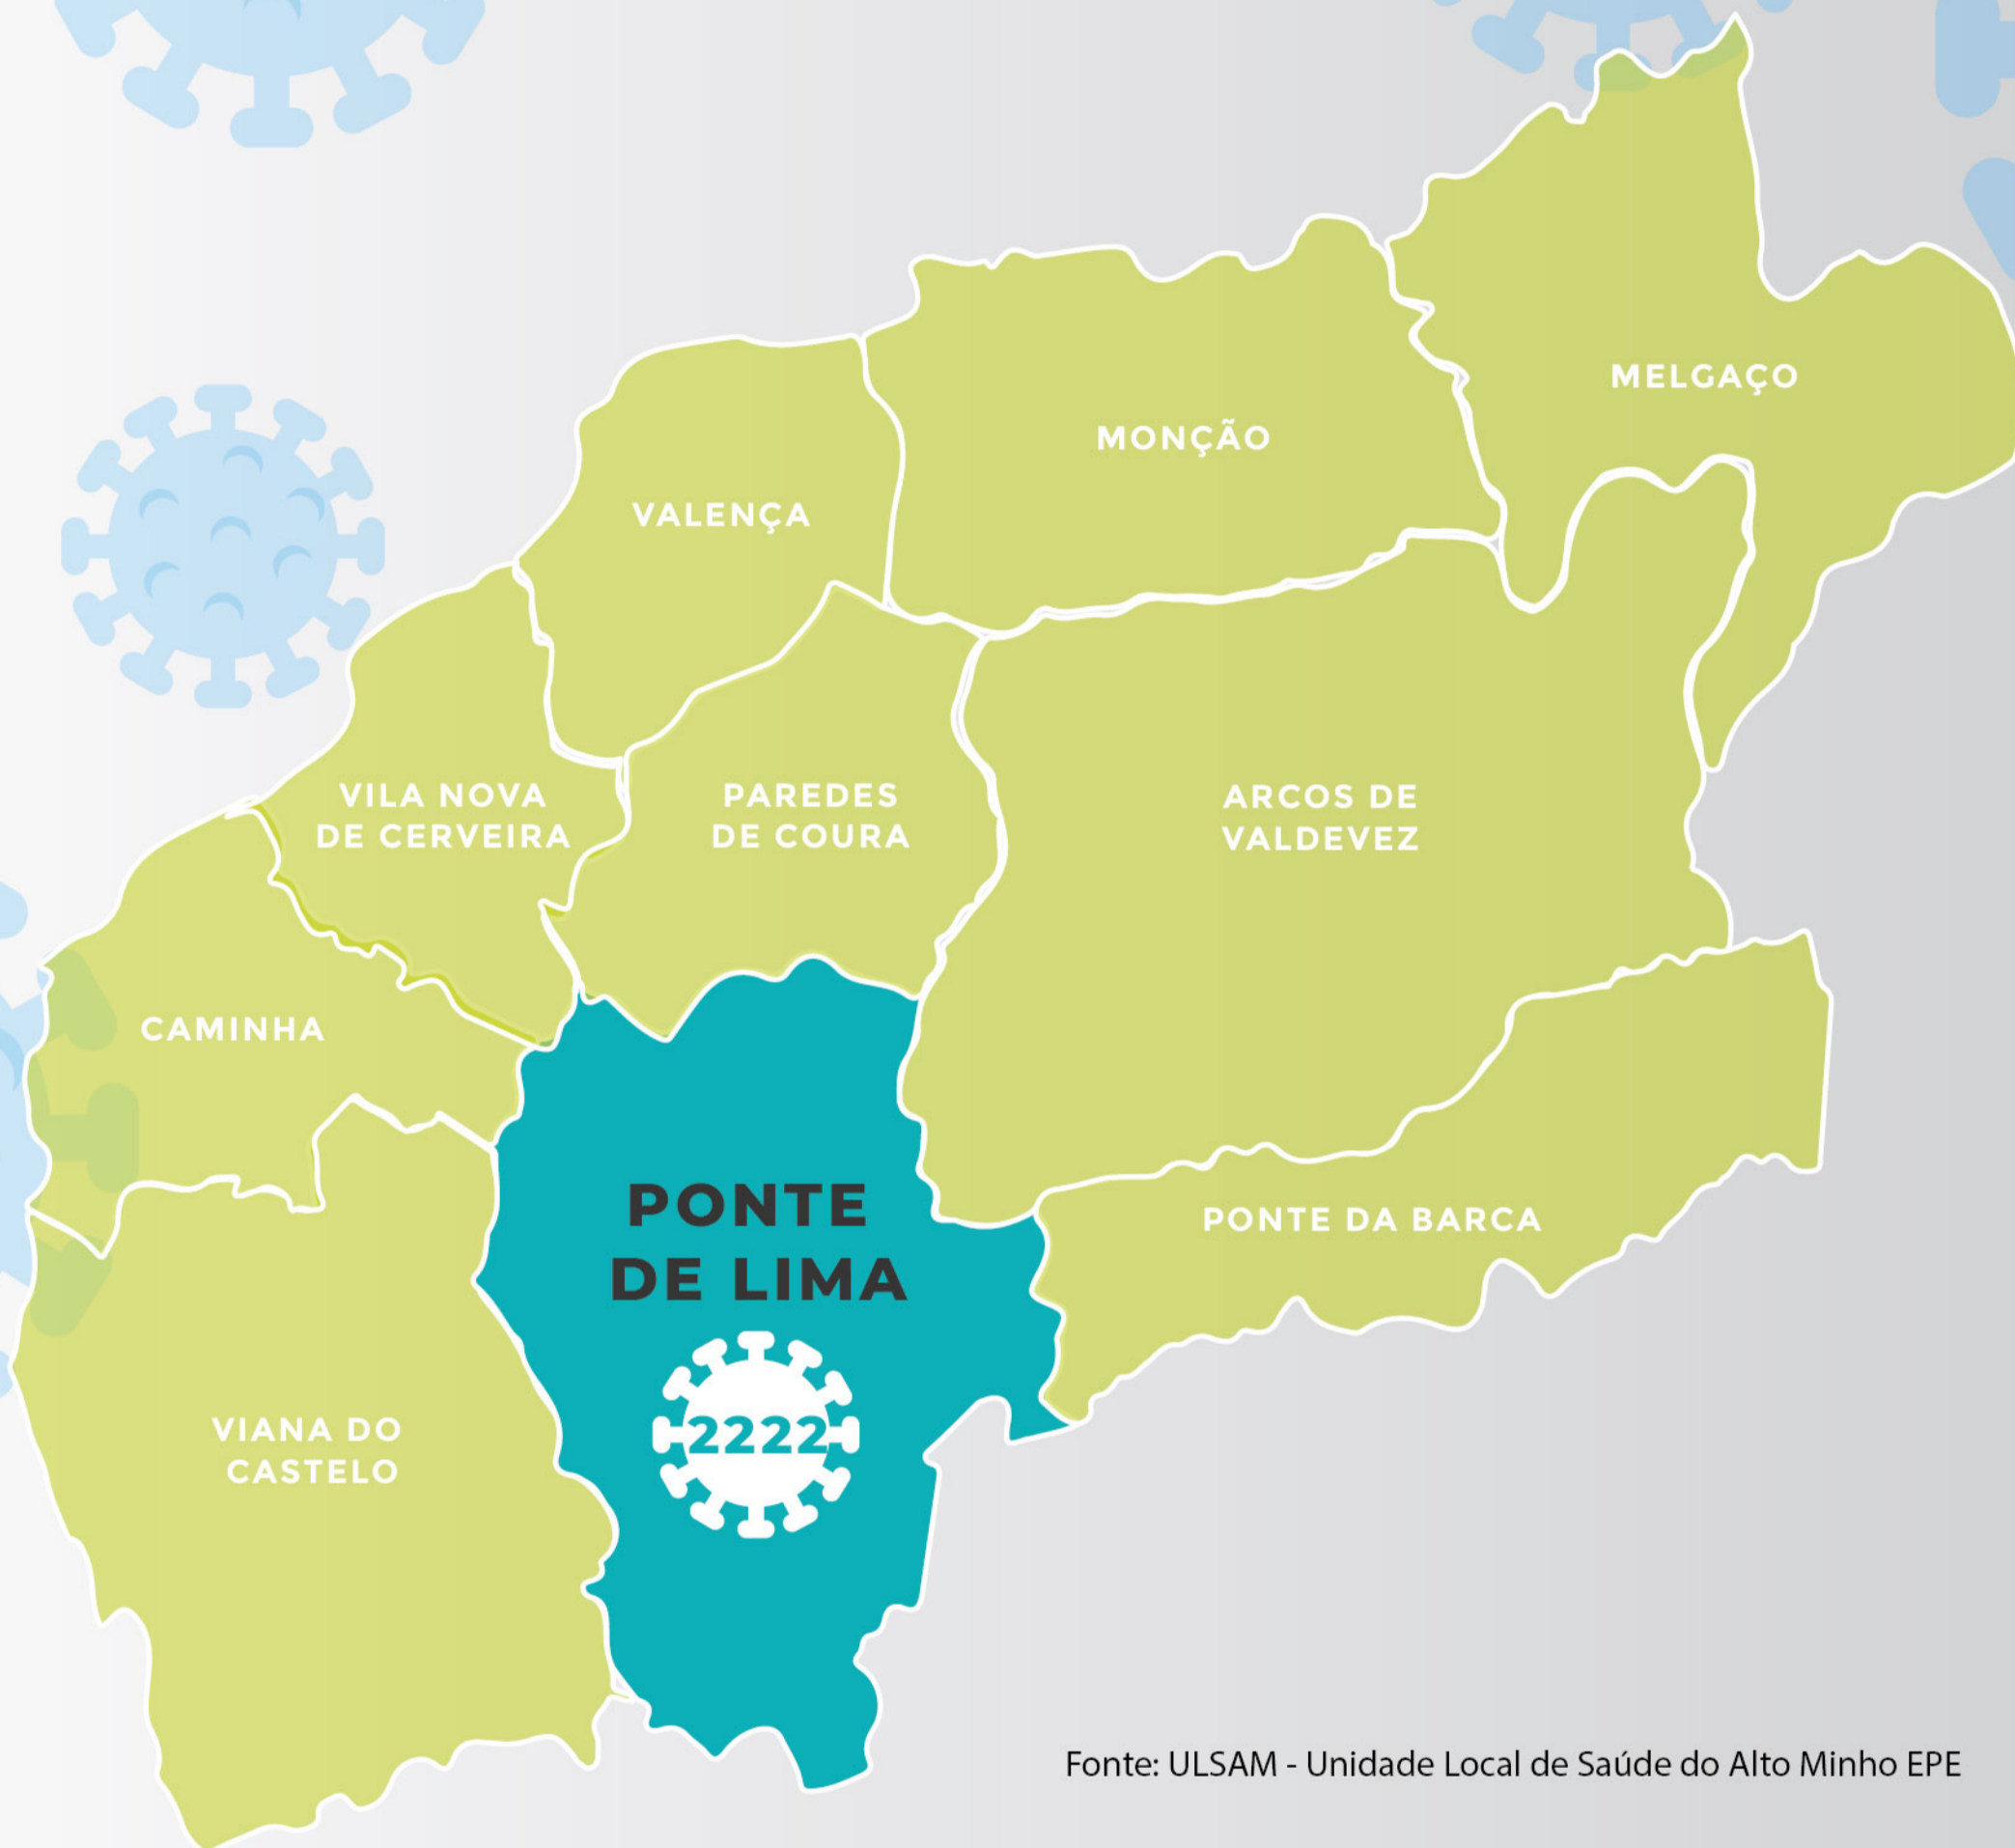 MELGAÇO
MONÇÃO
VALENÇA
VILA NOVA
DE CERVEIRA
PAREDES
DE COURA
ARCOS DE
VALDEVEZ
CAMINHA
PONTE
DE LIMA
2222
PONTE DA BARCA
VIANA DO
CASTELO
Fonte: ULSAM - Unidade Local de Saúde do Alto Minho EPE